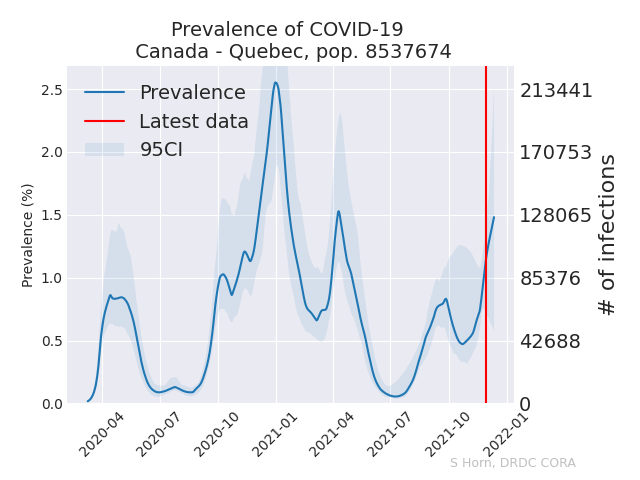 Prevalence of COVID-19
Canada - Quebec, pop. 8537674
Prevalence
Latest data
95CI
Prevalence (%)
2.5
2.0
1.5
1.0
0.5
0.0
213441
170753
128065
85376
42688
0
# of infections
2020-04
2020-07
2020-10
2021-01
2021-04
2021-07
2021-10
2022-01
S Horn, DRDC CORA